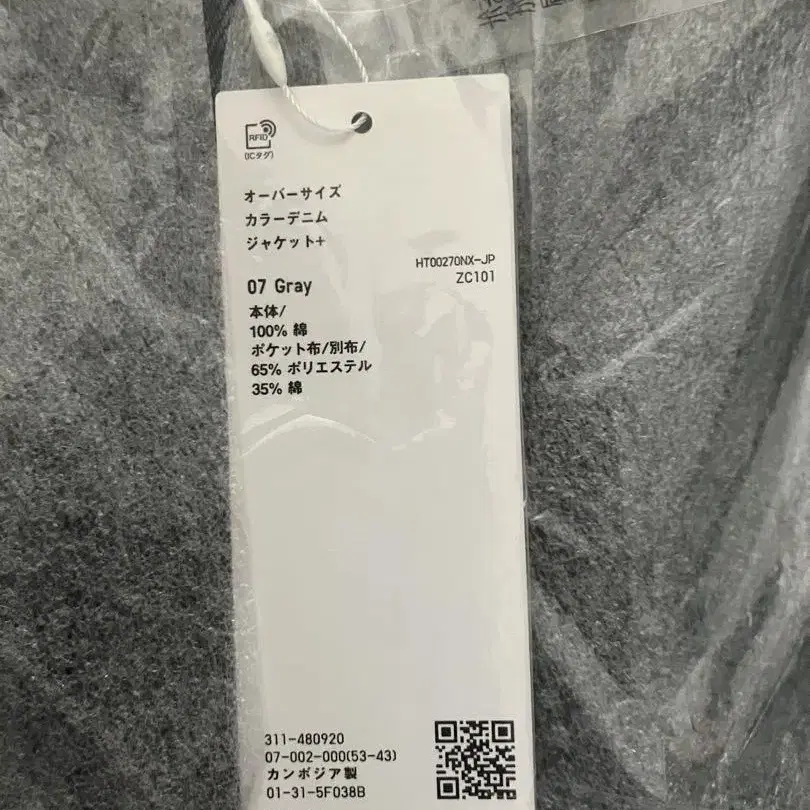 RFID
(ICタグ)
オーバーサイズ
カラーデニム
ジャケット+
HT00270NX-JP
ZC101
07 Gray
本体/
100% 綿
ポケット布/別布/
65% ポリエステル
35% 綿
311-480920
07-002-000(53-43)
カンボジア製
01-31-5F038B